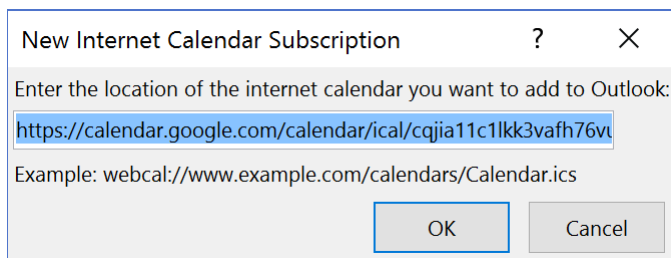 New Internet Calendar Subscription ? X
Enter the location of the internet calendar you want to add to Outlook:
https://calendar.google.com/calendar/ical/cqjia11c1lkk3vafh76vu
Example: webcal://www.example.com/calendars/Calendar.ics
OK Cancel